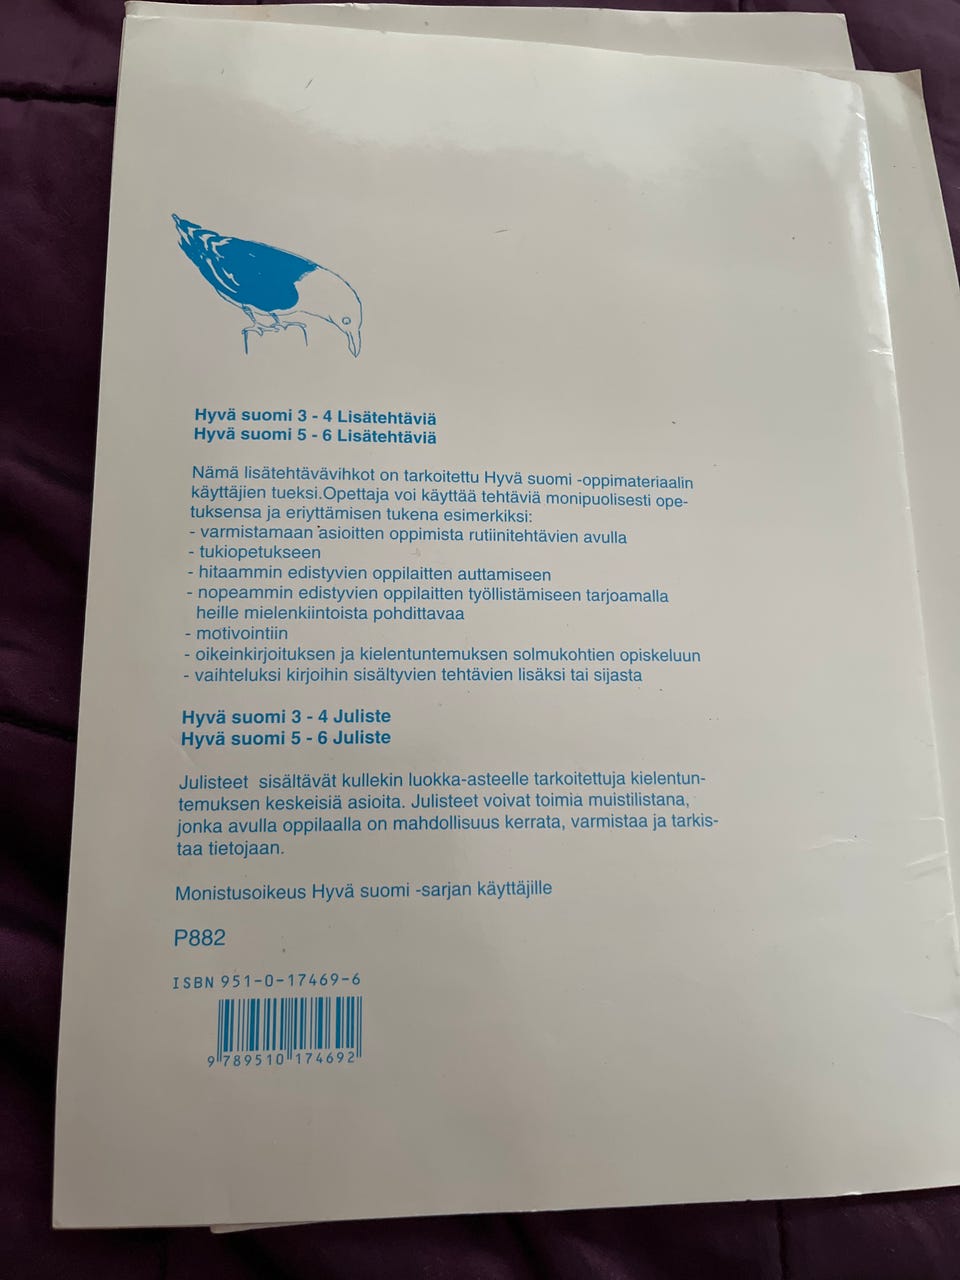 Hyvä suomi 3 - 4 Lisätehtäviä
Hyvä suomi 5 - 6 Lisätehtäviä
Nämä lisätehtävävihkot on tarkoitettu Hyvä suomi -oppimateriaalin
käyttäjien tueksi.Opettaja voi käyttää tehtäviä monipuolisesti ope-
tuksensa ja eriyttämisen tukena esimerkiksi:
- varmistamaan asioitten oppimista rutiinitehtävien avulla
- tukiopetukseen
- hitaammin edistyvien oppilaitten auttamiseen
- nopeammin edistyvien oppilaitten työllistämiseen tarjoamalla
heille mielenkiintoista pohdittavaa
- motivointiin
- oikeinkirjoituksen ja kielentuntemuksen solmukohtien opiskeluun
- vaihteluksi kirjoihin sisältyvien tehtävien lisäksi tai sijasta
Hyvä suomi 3 - 4 Juliste
Hyvä suomi 5 - 6 Juliste
Julisteet sisältävät kullekin luokka-asteelle tarkoitettuja kielentun-
temuksen keskeisiä asioita. Julisteet voivat toimia muistilistana,
jonka avulla oppilaalla on mahdollisuus kerrata, varmistaa ja tarkis-
taa tietojaan.
Monistusoikeus Hyvä suomi -sarjan käyttäjille
P882
ISBN 951-0-17469-6
9 789510 174692